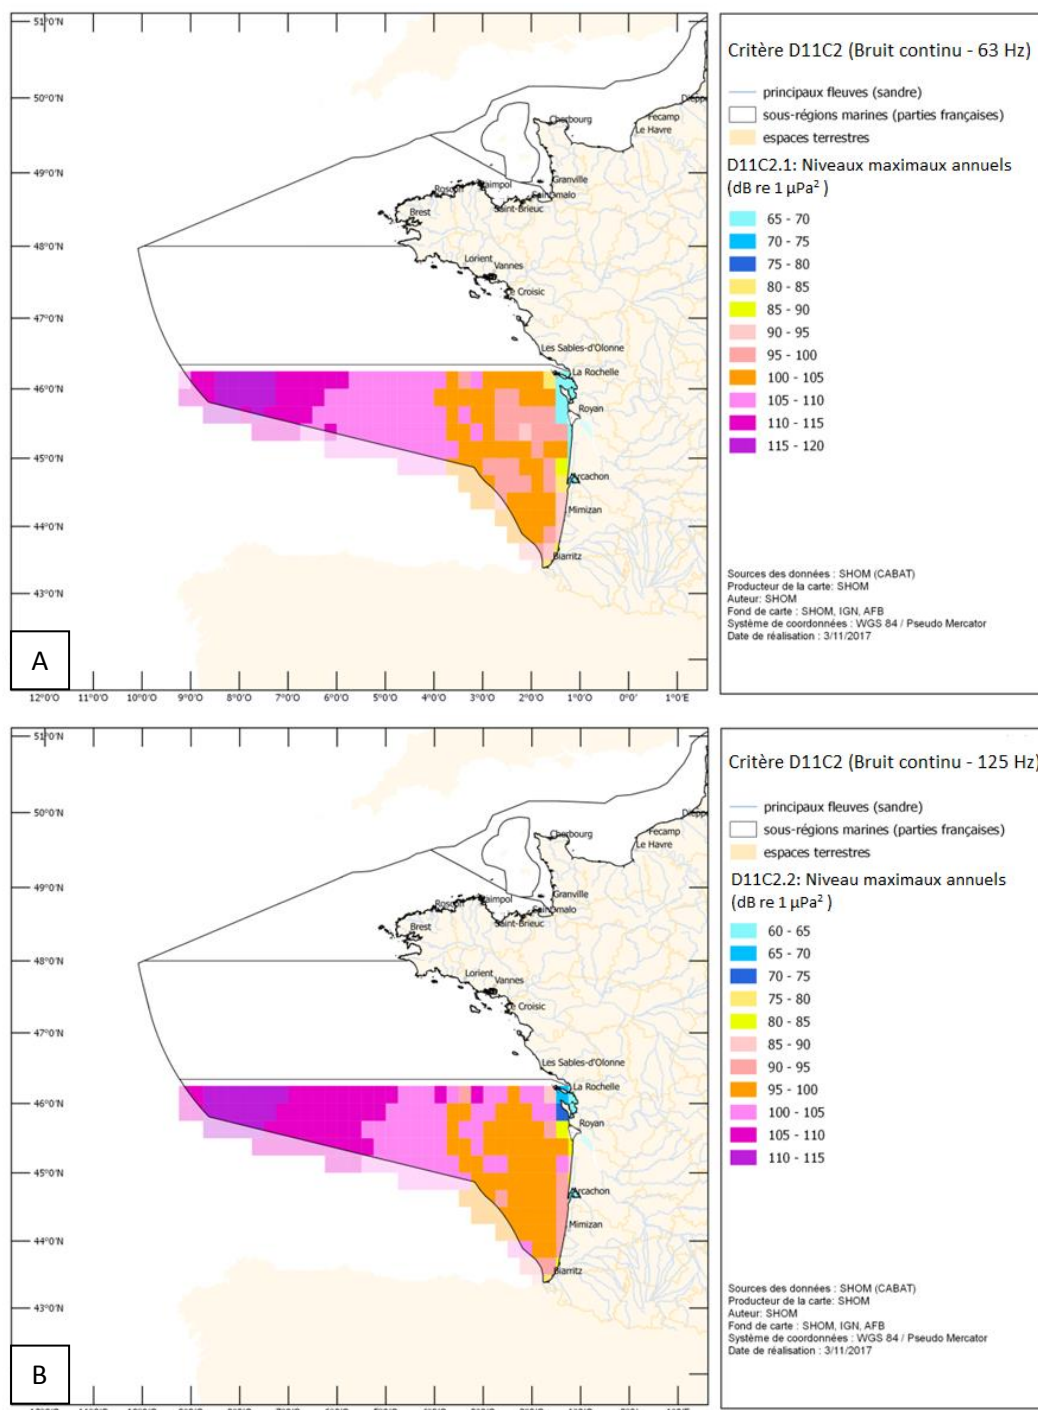 51°0'N
50°0'N
49°0'N
48°0'N
47°0'N
46°0'N
45°0'N
44°0'N
43°0'N
Cherbourg
Fecamp
Le Havre
Granville
Roscoff
Paimpol
Saint-Brieuc
Brest
Lorient
Vannes
Le Croisic
Les Sables-d'Olonne
La Rochelle
Royan
Arcachon
Mimizan
Biarritz
A
12°0'O 11°0'O 10°0'O 9°0'O 8°0'O 7°0'O 6°0'O 5°0'O 4°0'O 3°0'O 2°0'O 1°0'O 0°0'O 1°0'E
Critère D11C2 (Bruit continu - 63 Hz)
principaux fleuves (sandre)
sous-régions marines (parties françaises)
espaces terrestres
D11C2.1: Niveaux maximaux annuels
(dB re 1 µPa² )
65 - 70
70 - 75
75 - 80
80 - 85
85 - 90
90 - 95
95 - 100
100 - 105
105 - 110
110 - 115
115 - 120
Sources des données : SHOM (CABAT)
Producteur de la carte: SHOM
Auteur: SHOM
Fond de carte : SHOM, IGN, AFB
Système de coordonnées : WGS 84 / Pseudo Mercator
Date de réalisation : 3/11/2017
51°0'N
50°0'N
49°0'N
48°0'N
47°0'N
46°0'N
45°0'N
44°0'N
43°0'N
Cherbourg
Fecamp
Le Havre
Granville
Roscoff
Paimpol
Saint-Brieuc
Brest
Lorient
Vannes
Le Croisic
Les Sables-d'Olonne
La Rochelle
Royan
Arcachon
Mimizan
Biarritz
B
Critère D11C2 (Bruit continu - 125 Hz)
principaux fleuves (sandre)
sous-régions marines (parties françaises)
espaces terrestres
D11C2.2: Niveau maximaux annuels
(dB re 1 µPa² )
60 - 65
65 - 70
70 - 75
75 - 80
80 - 85
85 - 90
90 - 95
95 - 100
100 - 105
105 - 110
110 - 115
Sources des données : SHOM (CABAT)
Producteur de la carte: SHOM
Auteur: SHOM
Fond de carte : SHOM, IGN, AFB
Système de coordonnées : WGS 84 / Pseudo Mercator
Date de réalisation : 3/11/2017